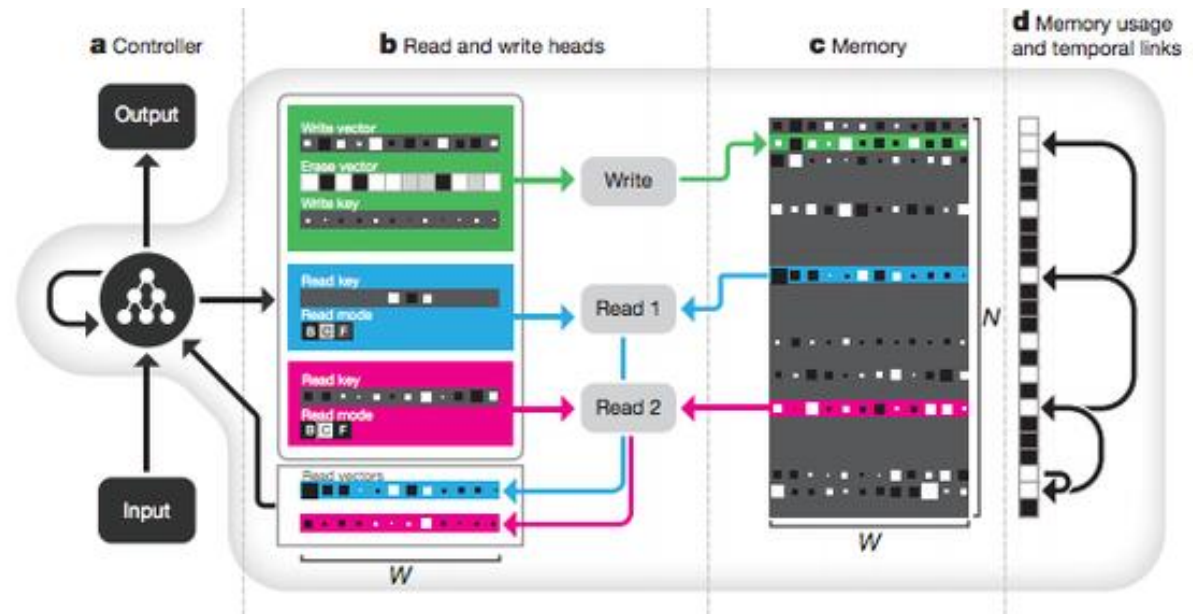 a Controller
b Read and write heads
c Memory
d Memory usage
and temporal links
Output
Input
Write vector
Erase vector
Write key
Read key
Read mode
B C F
Read key
Read mode
B C F
Read vectors
W
Write
Read 1
Read 2
N
W